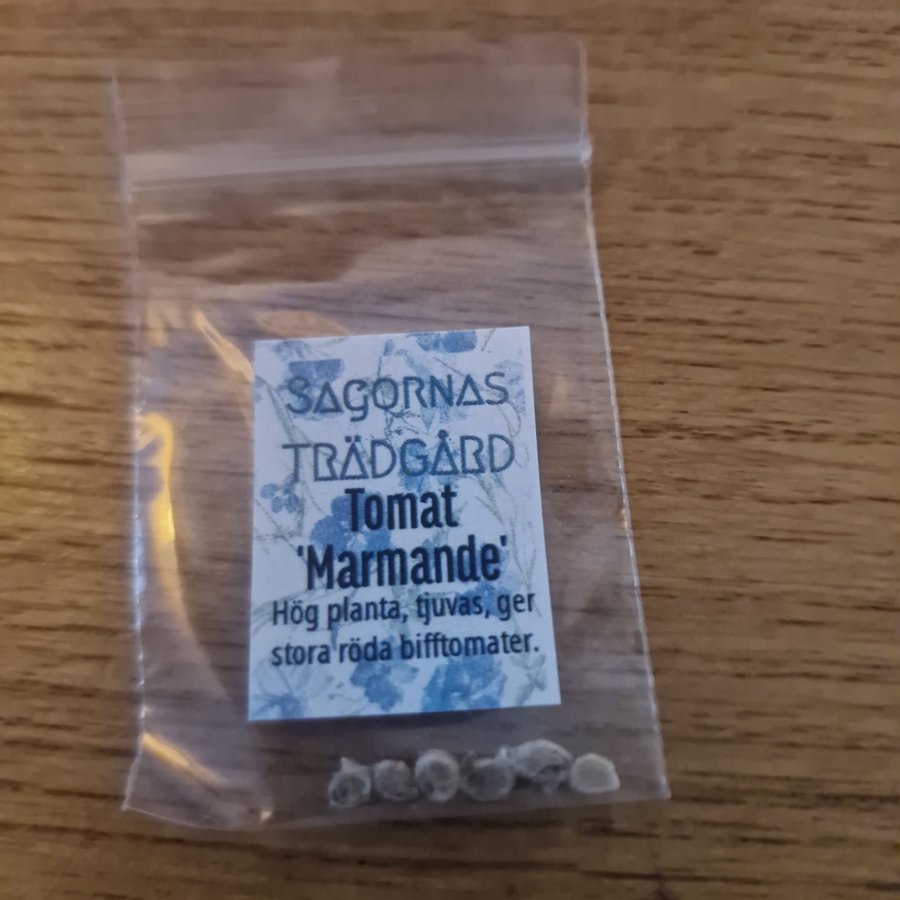 SAGORNAS
TRÄDGÅRD
Tomat
'Marmande'
Hög planta, tjuvas, ger
stora röda bifftomater.